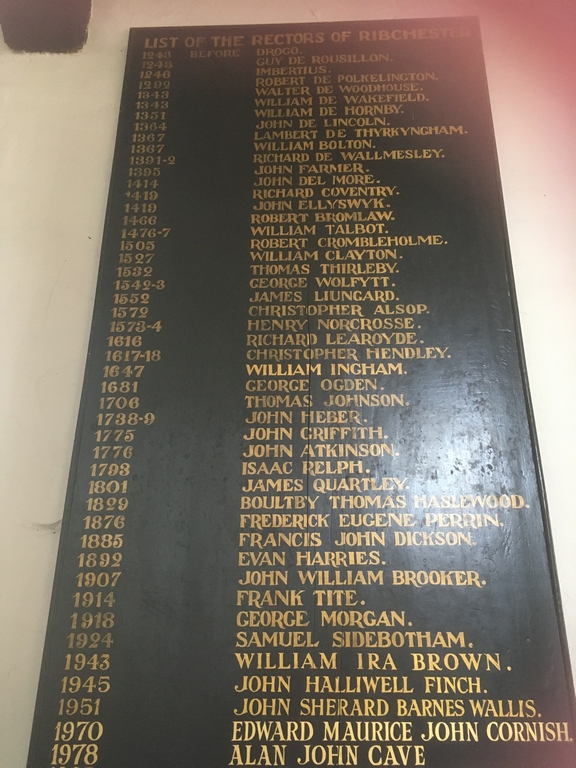 LIST OF THE RECTORS OF RIBCHESTER
1243 BEFORE DROGO.
1243 GUY DE ROUSILLON.
1246 IMBERTIUS.
1292 ROBERT DE POLKELINGTON.
1343 WALTER DE WOODHOUSE.
1343 WILLIAM DE WAKEFIELD.
1351 WILLIAM DE HORNBY.
1364 JOHN DE LINCOLN.
1367 LAMBERT DE THYRKYNGHAM.
1367 WILLIAM BOLTON.
1391-2 RICHARD DE WALLMESLEY.
1395 JOHN FARMER.
1414 JOHN DEL MORE.
1419 RICHARD COVENTRY.
1419 JOHN ELLYSWYK.
1466 ROBERT BROMLAW.
1476-7 WILLIAM TALBOT.
1505 ROBERT CROMBLEHOLME.
1527 WILLIAM CLAYTON.
1532 THOMAS THIRLEBY.
1542-3 GEORGE WOLFYTT.
1552 JAMES LIUNGARD.
1572 CHRISTOPHER ALSOP.
1573-4 HENRY NORCROSSE.
1616 RICHARD LEAROYDE.
1617-18 CHRISTOPHER HENDLEY.
1647 WILLIAM INGHAM.
1681 GEORGE OGDEN.
1706 THOMAS JOHNSON.
1738-9 JOHN HEBER.
1775 JOHN GRIFFITH.
1776 JOHN ATKINSON.
1793 ISAAC RELPH.
1801 JAMES QUARTLEY.
1829 BOULTBY THOMAS HASLEWOOD.
1876 FREDERICK EUGENE PERRIN.
1885 FRANCIS JOHN DICKSON.
1892 EVAN HARRIES.
1907 JOHN WILLIAM BROOKER.
1914 FRANK TITE.
1918 GEORGE MORGAN.
1924 SAMUEL SIDEBOTHAM.
1943 WILLIAM IRA BROWN.
1945 JOHN HALLIWELL FINCH.
1951 JOHN SHERARD BARNES WALLIS.
1970 EDWARD MAURICE JOHN CORNISH.
1978 ALAN JOHN CAVE